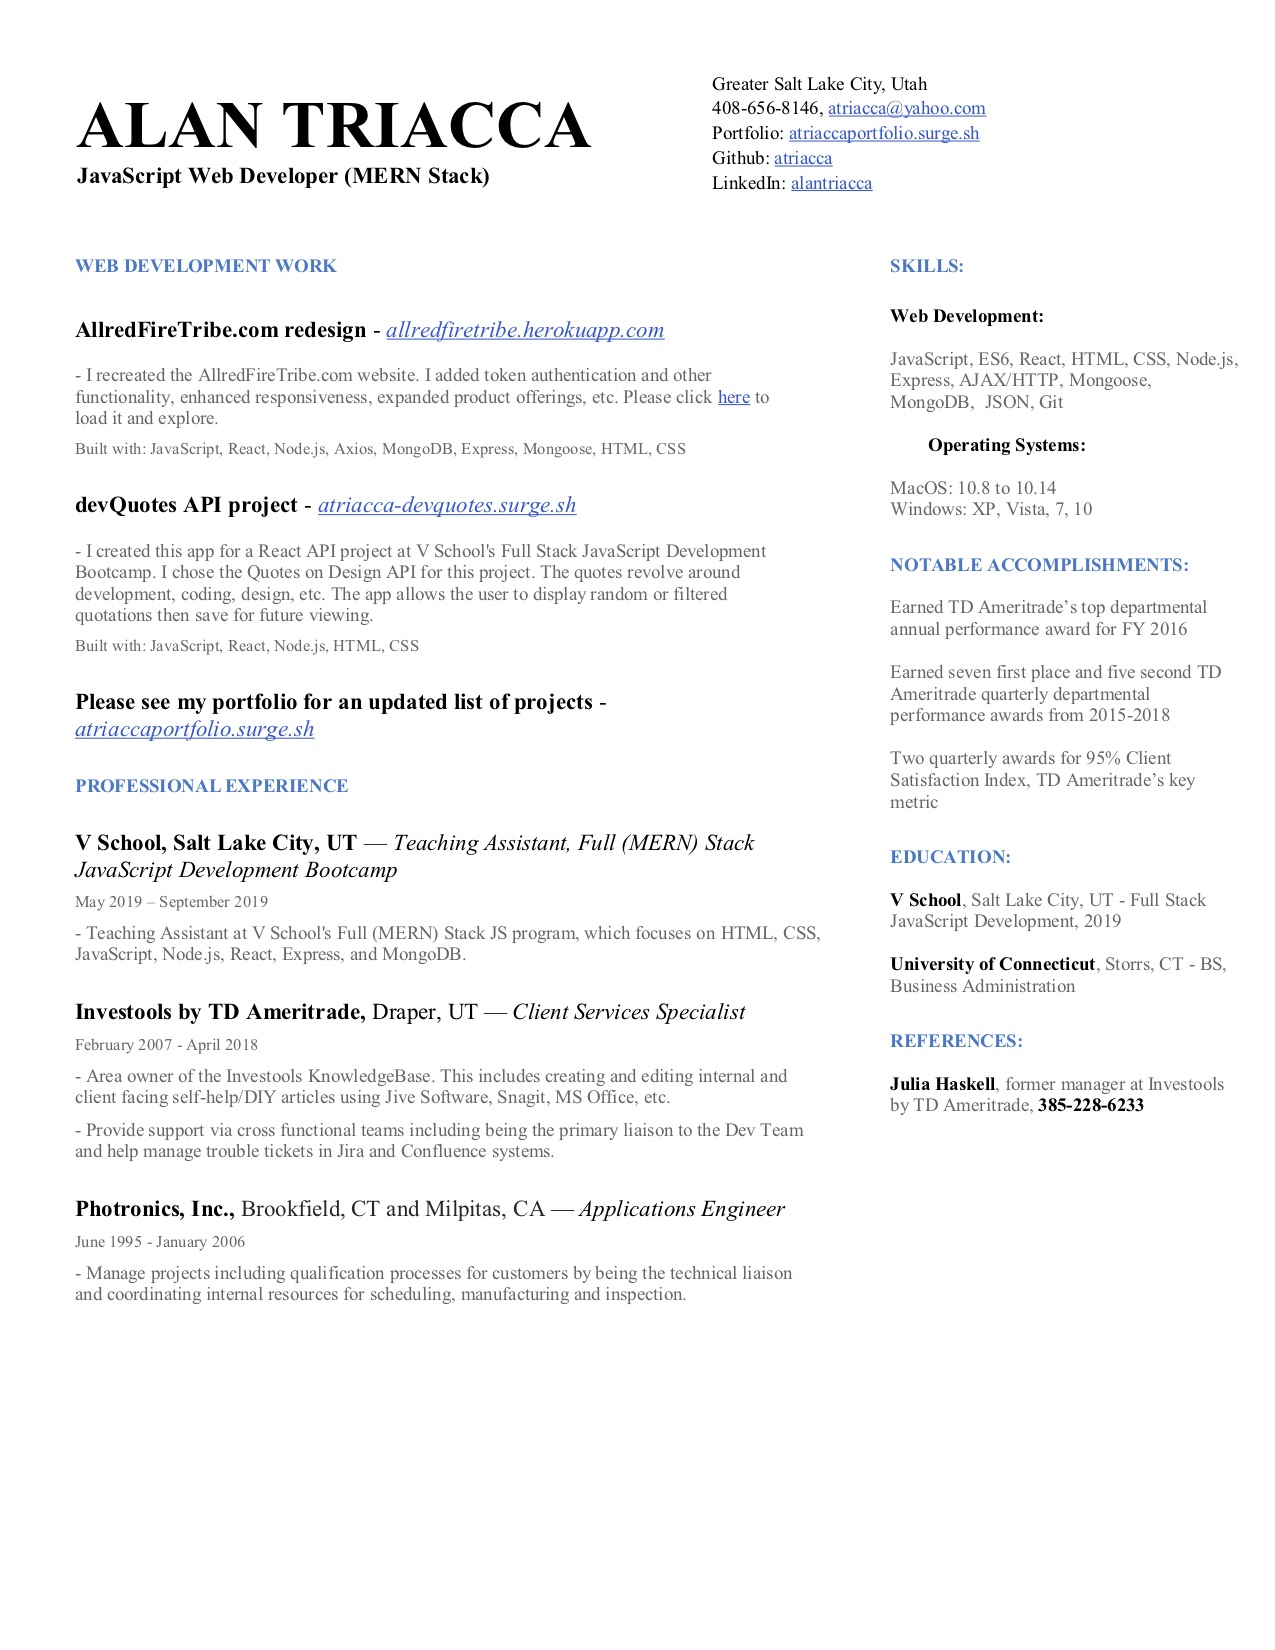 ALAN TRIACCA
JavaScript Web Developer (MERN Stack)
Greater Salt Lake City, Utah
408-656-8146, atriacca@yahoo.com
Portfolio: atriaccaportfolio.surge.sh
Github: atriacca
LinkedIn: alantriacca
WEB DEVELOPMENT WORK
AllredFireTribe.com redesign - allredfiretribe.herokuapp.com
- I recreated the AllredFireTribe.com website. I added token authentication and other
functionality, enhanced responsiveness, expanded product offerings, etc. Please click here to
load it and explore.
Built with: JavaScript, React, Node.js, Axios, MongoDB, Express, Mongoose, HTML, CSS
devQuotes API project - atriacca-devquotes.surge.sh
- I created this app for a React API project at V School's Full Stack JavaScript Development
Bootcamp. I chose the Quotes on Design API for this project. The quotes revolve around
development, coding, design, etc. The app allows the user to display random or filtered
quotations then save for future viewing.
Built with: JavaScript, React, Node.js, HTML, CSS
Please see my portfolio for an updated list of projects -
atriaccaportfolio.surge.sh
PROFESSIONAL EXPERIENCE
V School, Salt Lake City, UT — Teaching Assistant, Full (MERN) Stack
JavaScript Development Bootcamp
May 2019 – September 2019
- Teaching Assistant at V School's Full (MERN) Stack JS program, which focuses on HTML, CSS,
JavaScript, Node.js, React, Express, and MongoDB.
Investools by TD Ameritrade, Draper, UT — Client Services Specialist
February 2007 - April 2018
- Area owner of the Investools KnowledgeBase. This includes creating and editing internal and
client facing self-help/DIY articles using Jive Software, Snagit, MS Office, etc.
- Provide support via cross functional teams including being the primary liaison to the Dev Team
and help manage trouble tickets in Jira and Confluence systems.
Photronics, Inc., Brookfield, CT and Milpitas, CA — Applications Engineer
June 1995 - January 2006
- Manage projects including qualification processes for customers by being the technical liaison
and coordinating internal resources for scheduling, manufacturing and inspection.
SKILLS:
Web Development:
JavaScript, ES6, React, HTML, CSS, Node.js,
Express, AJAX/HTTP, Mongoose,
MongoDB, JSON, Git
Operating Systems:
MacOS: 10.8 to 10.14
Windows: XP, Vista, 7, 10
NOTABLE ACCOMPLISHMENTS:
Earned TD Ameritrade’s top departmental
annual performance award for FY 2016
Earned seven first place and five second TD
Ameritrade quarterly departmental
performance awards from 2015-2018
Two quarterly awards for 95% Client
Satisfaction Index, TD Ameritrade’s key
metric
EDUCATION:
V School, Salt Lake City, UT - Full Stack
JavaScript Development, 2019
University of Connecticut, Storrs, CT - BS,
Business Administration
REFERENCES:
Julia Haskell, former manager at Investools
by TD Ameritrade, 385-228-6233